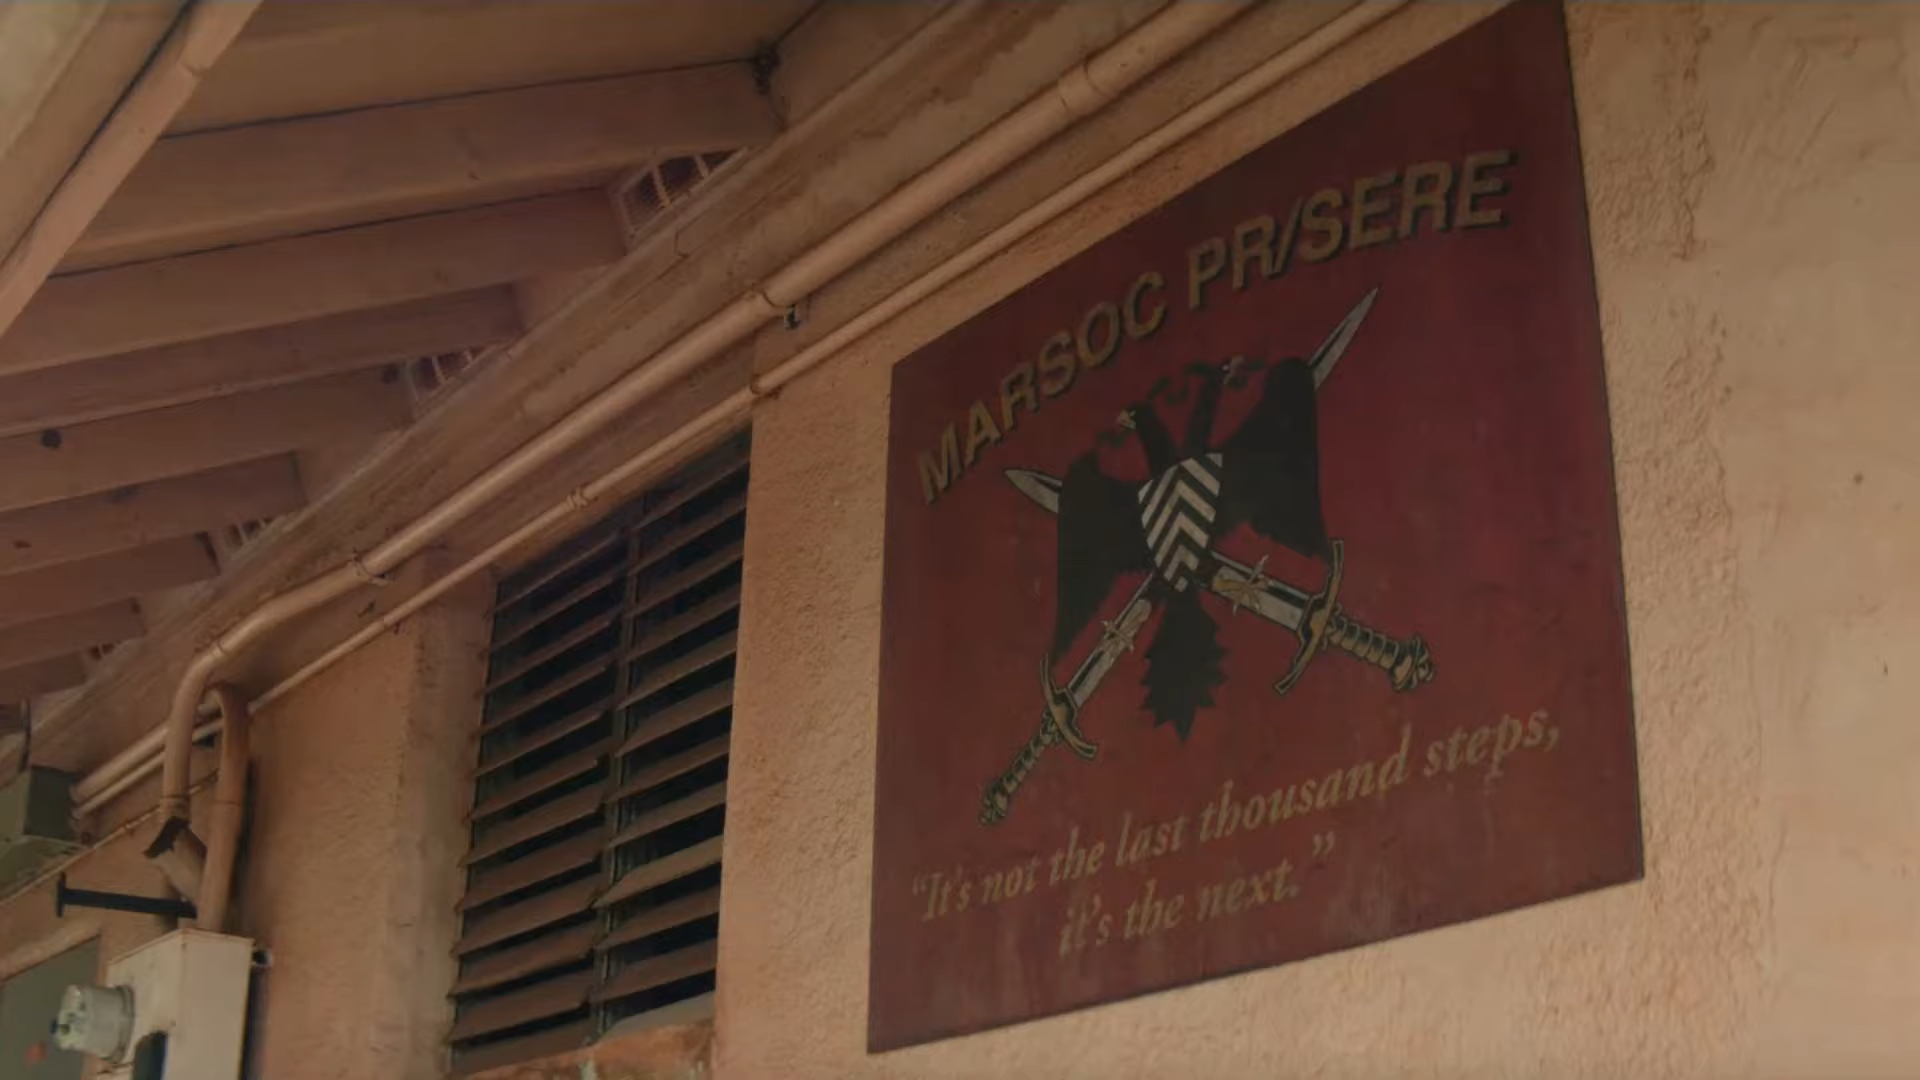 MARSOC PR/SERE
“It's not the last thousand steps,
it's the next.”